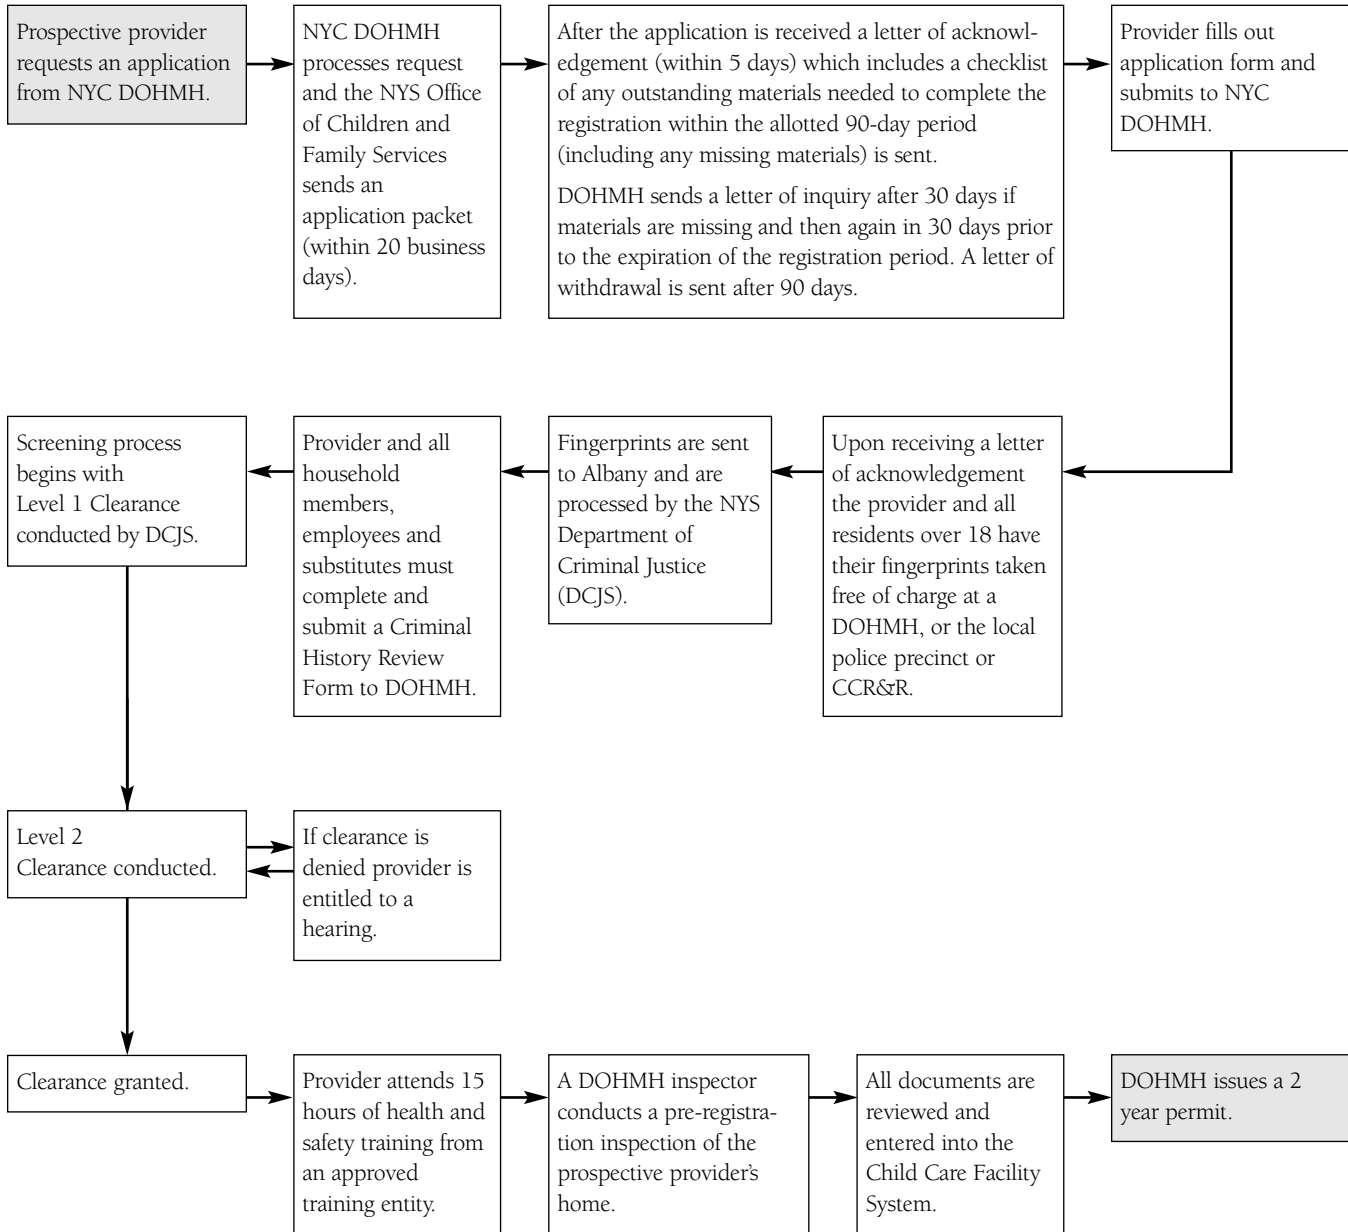 Prospective provider
requests an application
from NYC DOHMH.
NYC DOHMH
processes request
and the NYS Office
of Children and
Family Services
sends an
application packet
(within 20 business
days).
After the application is received a letter of acknowl-
edgement (within 5 days) which includes a checklist
of any outstanding materials needed to complete the
registration within the allotted 90-day period
(including any missing materials) is sent.
DOHMH sends a letter of inquiry after 30 days if
materials are missing and then again in 30 days prior
to the expiration of the registration period. A letter of
withdrawal is sent after 90 days.
Provider fills out
application form and
submits to NYC
DOHMH.
Upon receiving a letter
of acknowledgement
the provider and all
residents over 18 have
their fingerprints taken
free of charge at a
DOHMH, or the local
police precinct or
CCR&R.
Fingerprints are sent
to Albany and are
processed by the NYS
Department of
Criminal Justice
(DCJS).
Provider and all
household
members,
employees and
substitutes must
complete and
submit a Criminal
History Review
Form to DOHMH.
Screening process
begins with
Level 1 Clearance
conducted by DCJS.
Level 2
Clearance conducted.
If clearance is
denied provider is
entitled to a
hearing.
Clearance granted.
Provider attends 15
hours of health and
safety training from
an approved
training entity.
A DOHMH inspector
conducts a pre-registra-
tion inspection of the
prospective provider's
home.
All documents are
reviewed and
entered into the
Child Care Facility
System.
DOHMH issues a 2
year permit.